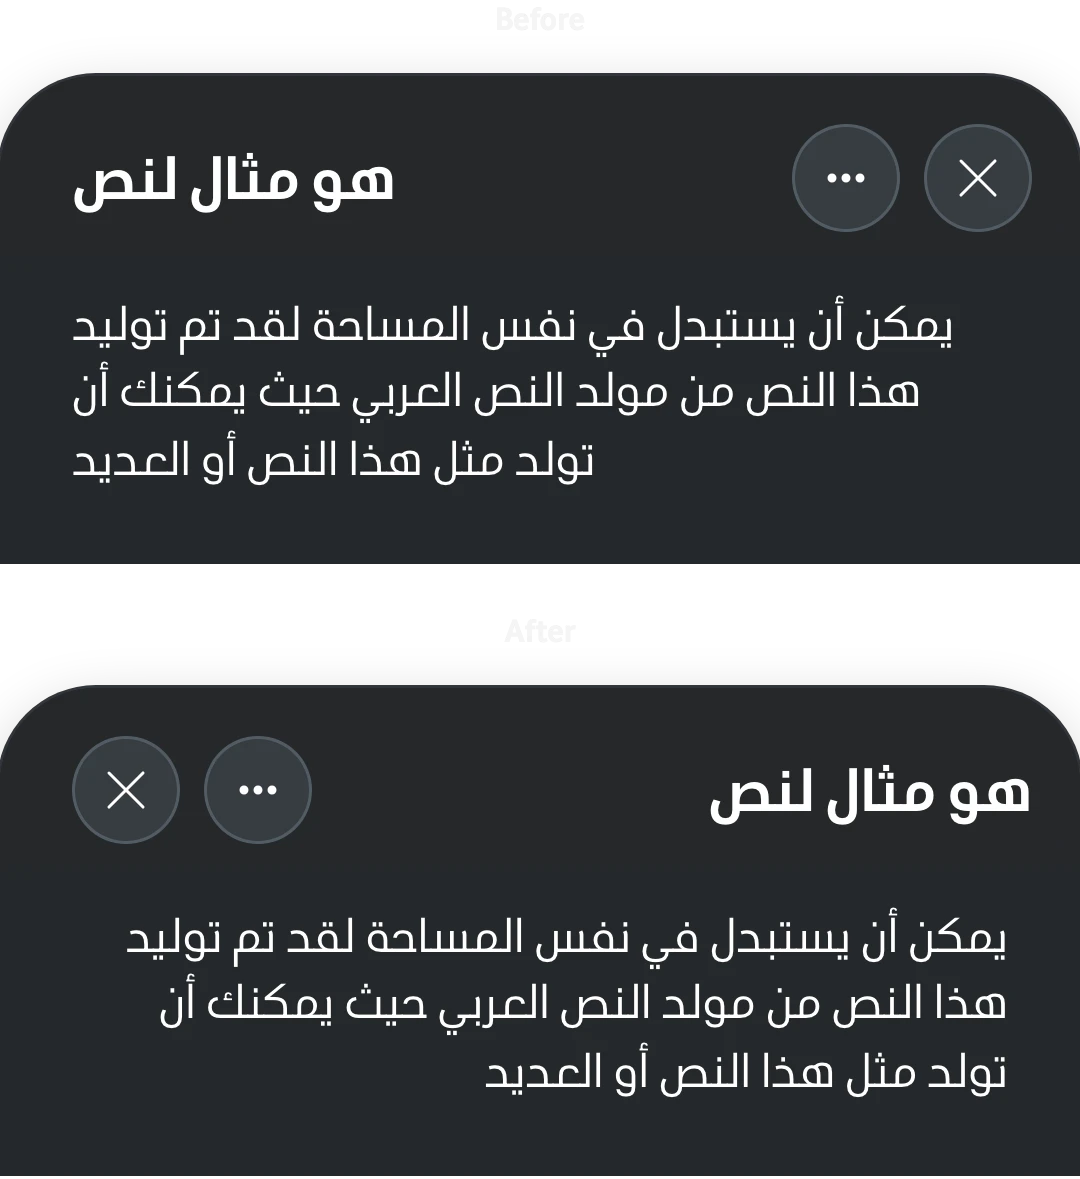 Before
هو مثال لنص
يمكن أن يستبدل في نفس المساحة لقد تم توليد
هذا النص من مولد النص العربي حيث يمكنك أن
تولد مثل هذا النص أو العديد
After
هو مثال لنص
يمكن أن يستبدل في نفس المساحة لقد تم توليد
هذا النص من مولد النص العربي حيث يمكنك أن
تولد مثل هذا النص أو العديد